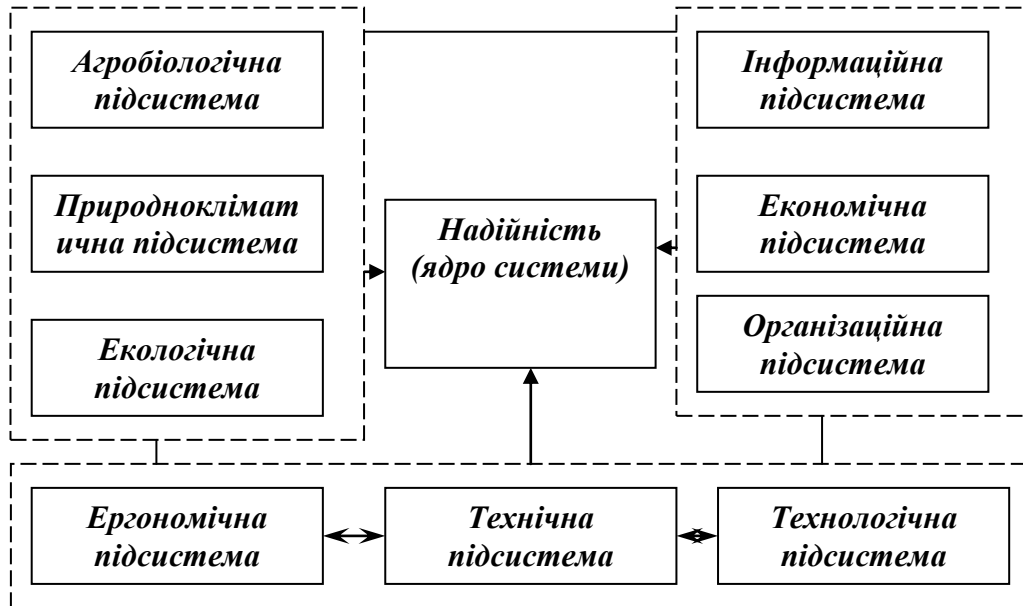 Агробіологічна
підсистема
Природноклімат
ична підсистема
Екологічна
підсистема
Надійність
(ядро системи)
Інформаційна
підсистема
Економічна
підсистема
Організаційна
підсистема
Ергономічна
підсистема
Технічна
підсистема
Технологічна
підсистема